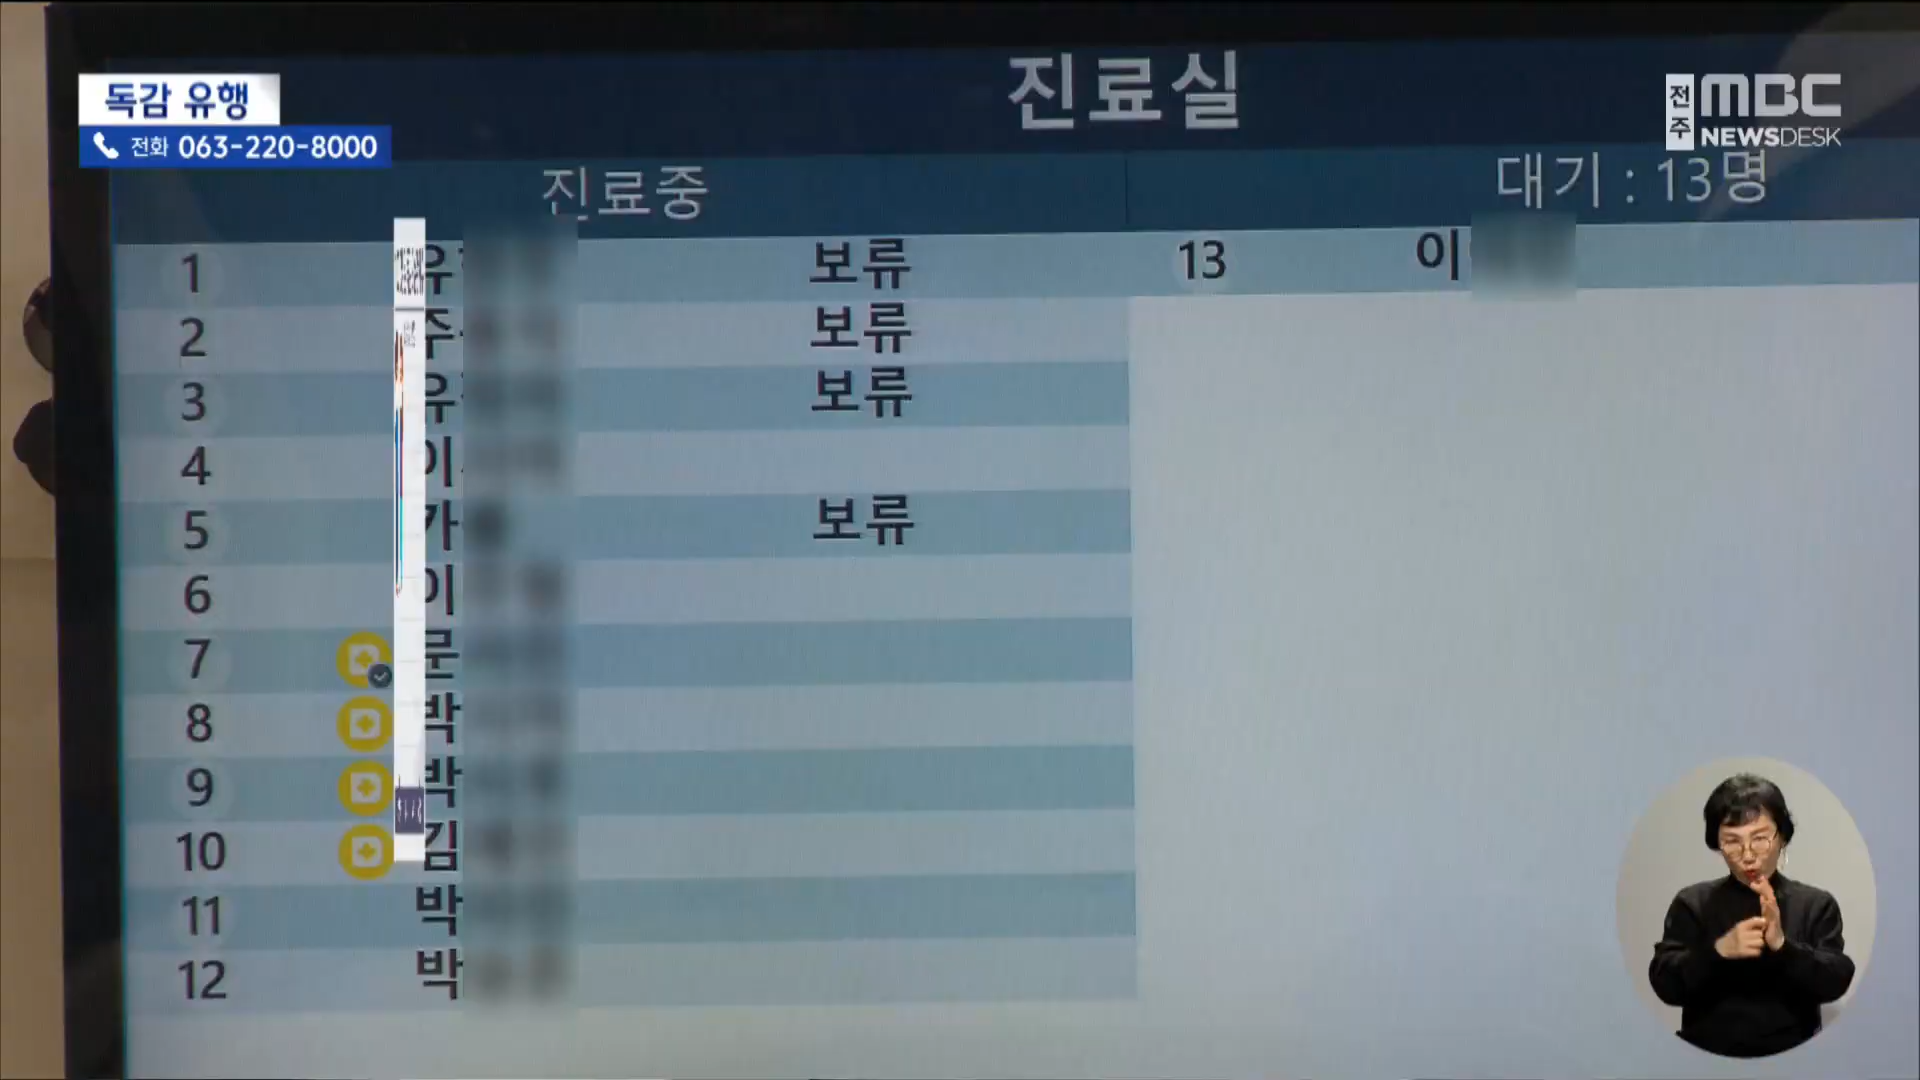 독감 유행
전화 063-220-8000
전주 MBC
NEWSDESK
진료실
진료중
대기 : 13명
1 보류
2 보류
3 보류
4 이
5 가 보류
6 이
7 문
8 박
9 박
10 김
11 박
12 박
13 이